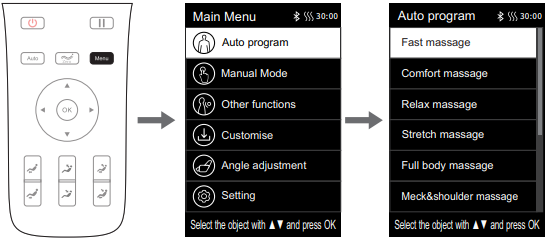 Auto
Menu
OK
Main Menu 30:00
Auto program
Manual Mode
Other functions
Customise
Angle adjustment
Setting
Select the object with ▲▼ and press OK
Auto program 30:00
Fast massage
Comfort massage
Relax massage
Stretch massage
Full body massage
Meck&shoulder massage
Select the object with ▲▼ and press OK